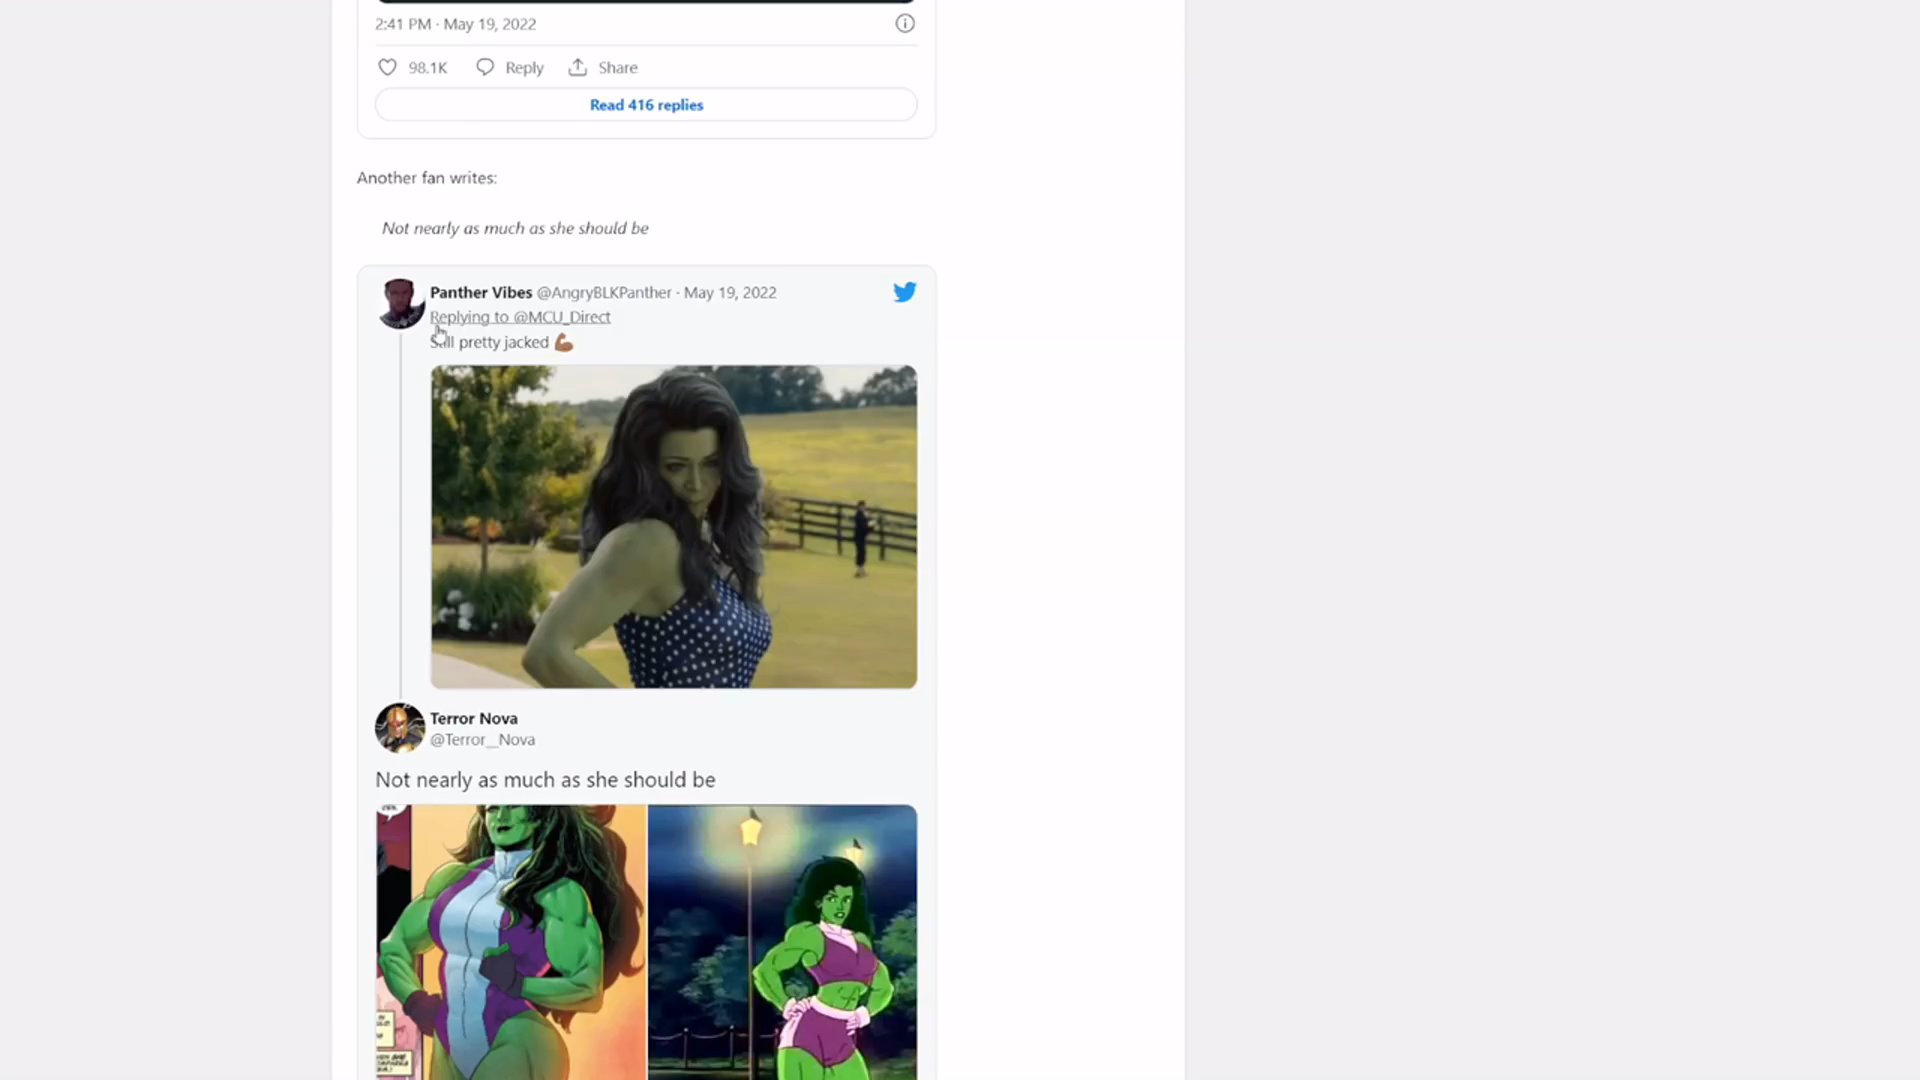 2:41 PM · May 19, 2022
98.1K Reply Share
Read 416 replies
Another fan writes:
Not nearly as much as she should be
Panther Vibes @AngryBLKPanther · May 19, 2022
Replying to @MCU_Direct
Still pretty jacked 💪🏾
Terror Nova
@Terror__Nova
Not nearly as much as she should be